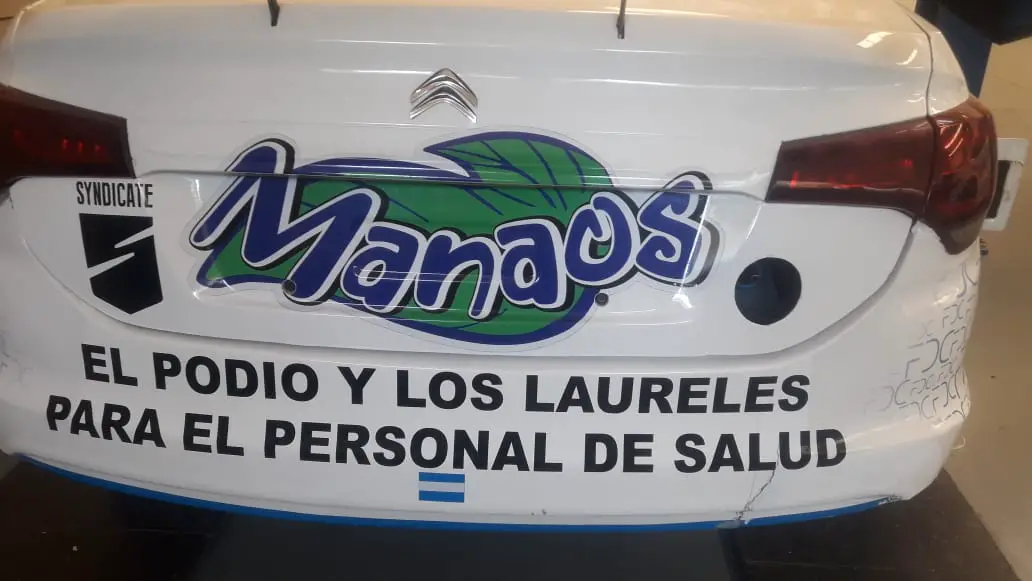 SYNDICATE
Manaos
EL PODIO Y LOS LAURELES
PARA EL PERSONAL DE SALUD